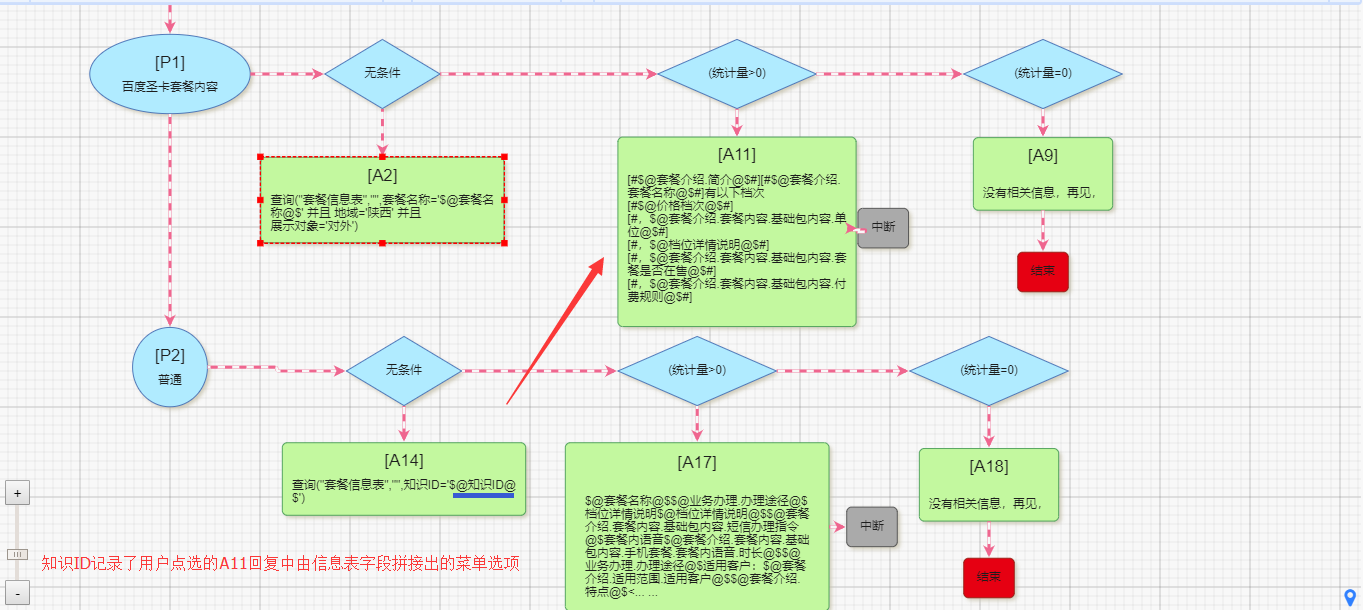 [P1]
百度圣卡套餐内容
无条件
(统计量>0)
(统计量=0)
[A2]
查询("套餐信息表","",套餐名称='$@套餐名
称@$' 并且 地域='陕西' 并且
展示对象='对外')
[A11]
[#$@套餐介绍.简介@$#][#$@套餐介绍.
套餐名称@$#]有以下档次
[#$@价格档次@$#]
[#，$@套餐介绍.套餐内容.基础包内容.单
位@$#]
[#，$@档位详情说明@$#]
[#，$@套餐介绍.套餐内容.基础包内容.套
餐是否在售@$#]
[#，$@套餐介绍.套餐内容.基础包内容.付
费规则@$#]
中断
[A9]
没有相关信息，再见，
结束
[P2]
普通
无条件
(统计量>0)
(统计量=0)
[A14]
查询("套餐信息表","",知识ID='$@知识ID@
$')
[A17]
$@套餐名称@$$@业务办理.办理途径@$
档位详情说明$@档位详情说明@$$@套餐
介绍.套餐内容.基础包内容.短信办理指令
@$套餐内语音$@套餐介绍.套餐内容.基础
包内容.手机套餐.套餐内语音.时长@$$@
业务办理.办理途径@$适用客户：$@套餐
介绍.适用范围.适用客户@$$@套餐介绍.
特点@$<... ...
中断
[A18]
没有相关信息，再见，
结束
+
-
知识ID记录了用户点选的A11回复中由信息表字段拼接出的菜单选项